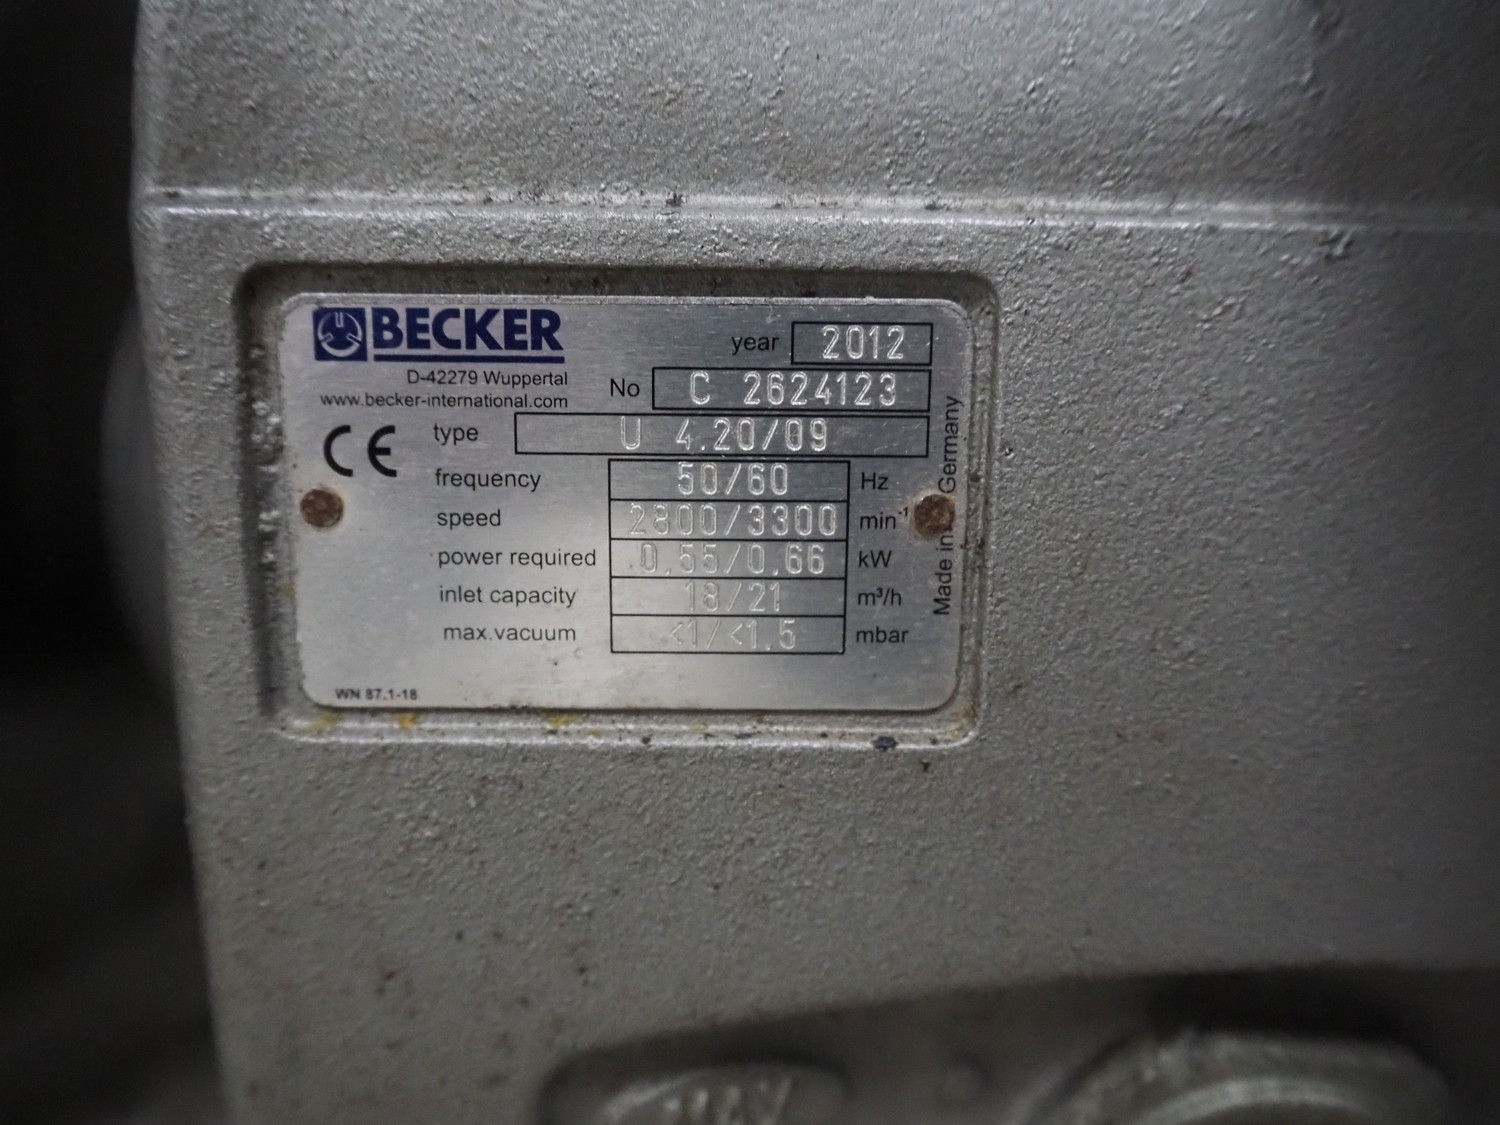 BECKER
D-42279 Wuppertal
www.becker-international.com
year 2012
No C 2624123
type U 4.20/09
frequency 50/60 Hz
speed 2800/3300 min-1
power required 0.55/0.66 kW
inlet capacity 18/21 m³/h
max.vacuum <1/<1.5 mbar
CE
Made in Germany
WN 87.1-18